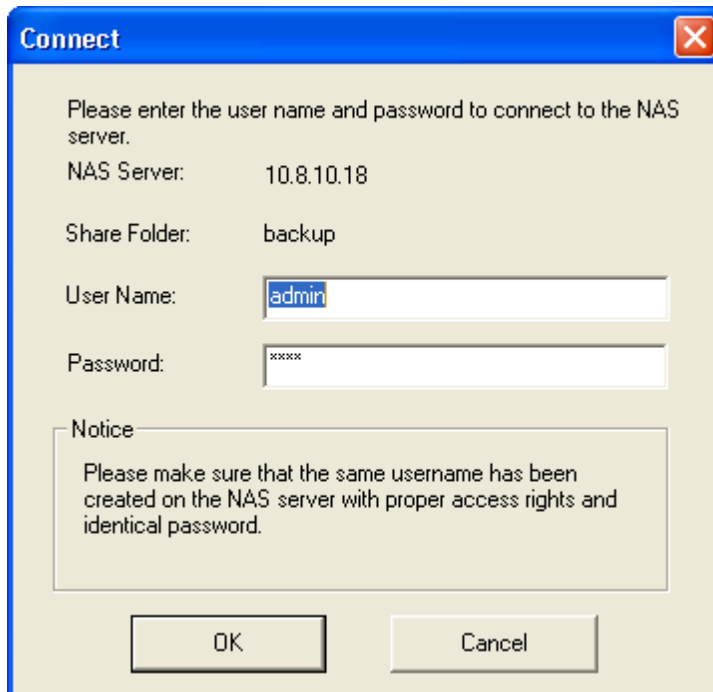 Connect
Please enter the user name and password to connect to the NAS
server.
NAS Server: 10.8.10.18
Share Folder: backup
User Name: admin
Password: ****
Notice
Please make sure that the same username has been
created on the NAS server with proper access rights and
identical password.
OK Cancel